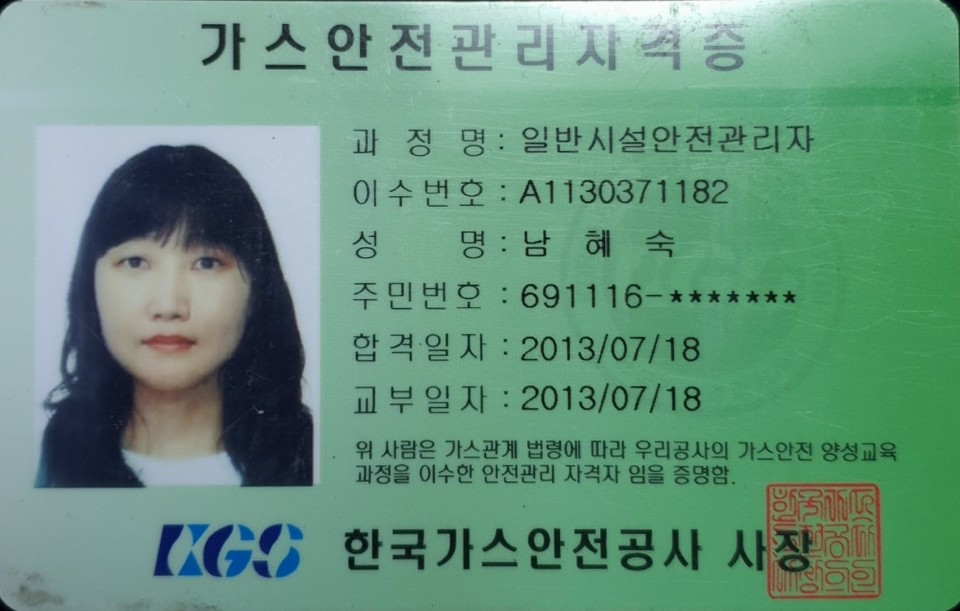 가스안전관리자격증
과 정 명 : 일반시설안전관리자
이수번호 : A1130371182
성 명 : 남 혜 숙
주민번호 : 691116-*******
합격일자 : 2013/07/18
교부일자 : 2013/07/18
위 사람은 가스관계 법령에 따라 우리공사의 가스안전 양성교육
과정을 이수한 안전관리 자격자 임을 증명함.
KGS 한국가스안전공사 사장